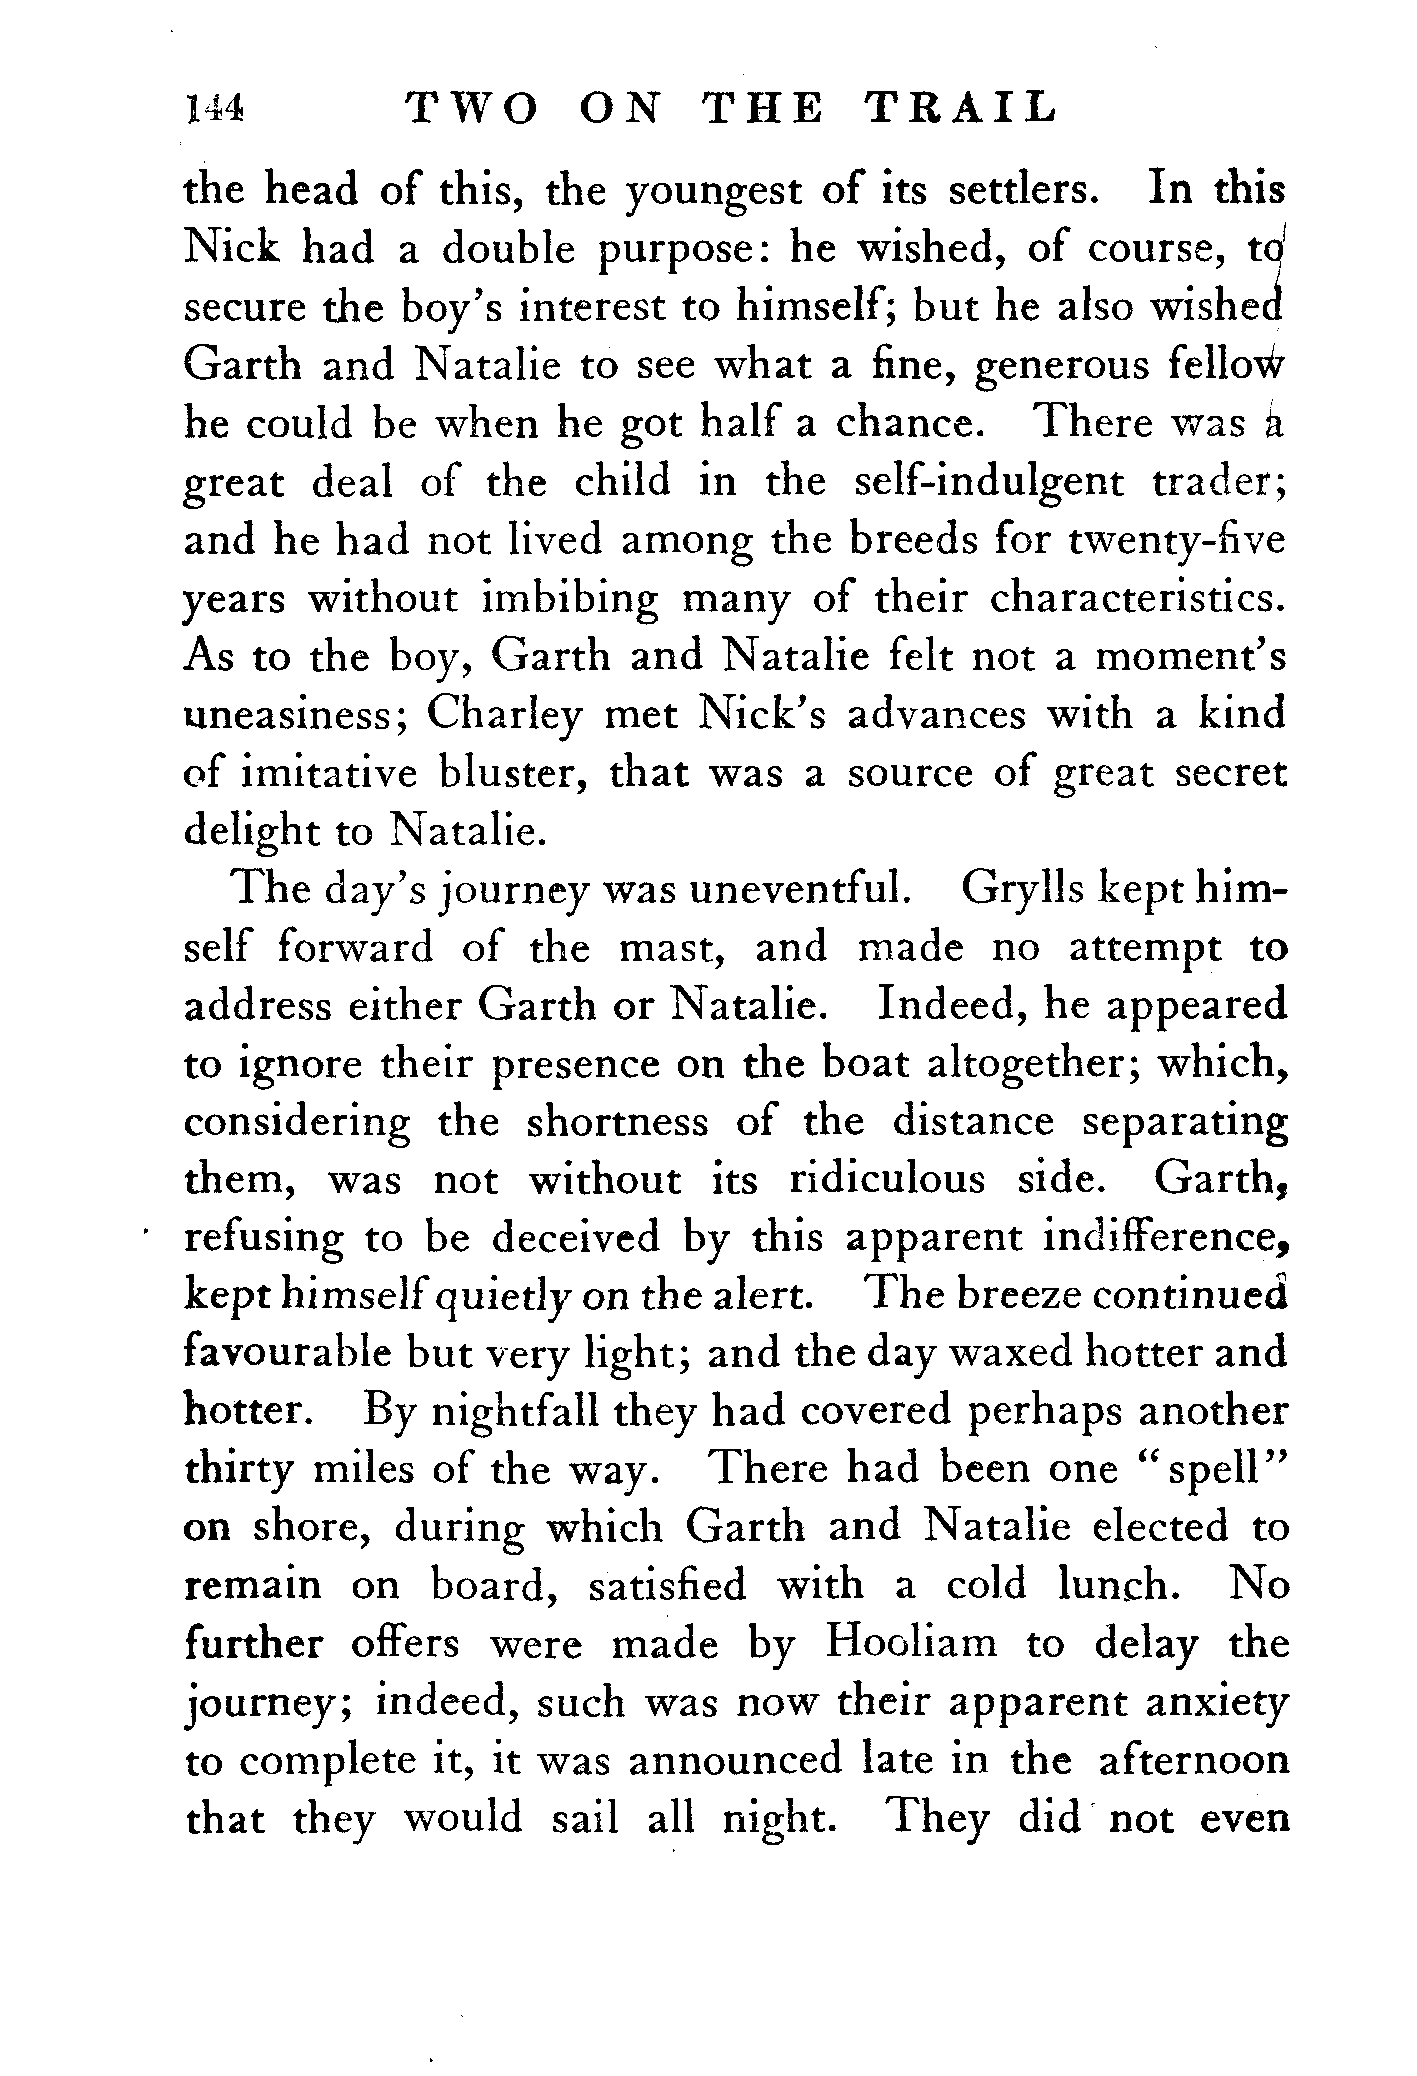 144 TWO ON THE TRAIL
the head of this, the youngest of its settlers. In this
Nick had a double purpose: he wished, of course, to
secure the boy's interest to himself; but he also wished
Garth and Natalie to see what a fine, generous fellow
he could be when he got half a chance. There was a
great deal of the child in the self-indulgent trader;
and he had not lived among the breeds for twenty-five
years without imbibing many of their characteristics.
As to the boy, Garth and Natalie felt not a moment's
uneasiness; Charley met Nick's advances with a kind
of imitative bluster, that was a source of great secret
delight to Natalie.
The day's journey was uneventful. Grylls kept him-
self forward of the mast, and made no attempt to
address either Garth or Natalie. Indeed, he appeared
to ignore their presence on the boat altogether; which,
considering the shortness of the distance separating
them, was not without its ridiculous side. Garth,
refusing to be deceived by this apparent indifference,
kept himself quietly on the alert. The breeze continued
favourable but very light; and the day waxed hotter and
hotter. By nightfall they had covered perhaps another
thirty miles of the way. There had been one "spell"
on shore, during which Garth and Natalie elected to
remain on board, satisfied with a cold lunch. No
further offers were made by Hooliam to delay the
journey; indeed, such was now their apparent anxiety
to complete it, it was announced late in the afternoon
that they would sail all night. They did not even